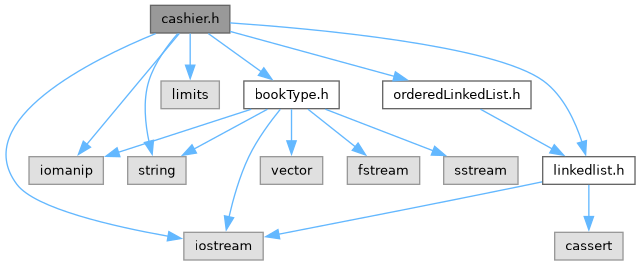 cashier.h
limits
bookType.h
orderedLinkedList.h
iomanip
string
vector
fstream
sstream
linkedlist.h
iostream
cassert